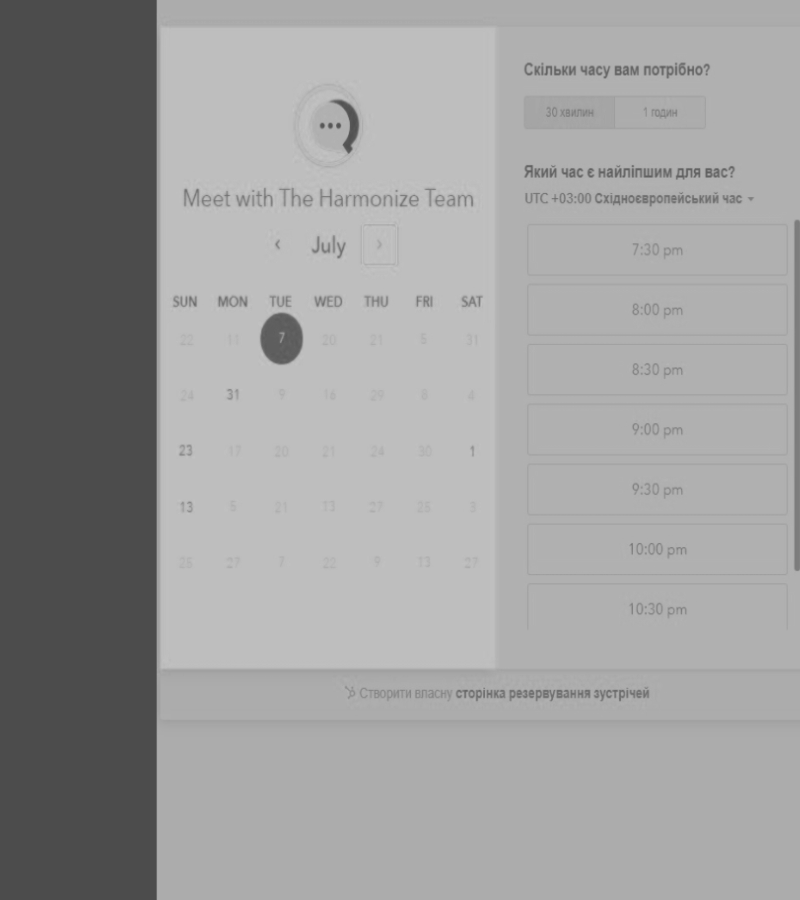 Meet with The Harmonize Team
July
SUN MON TUE WED THU FRI SAT
22 11 7 20 21 5 31
24 31 9 16 29 6 4
23 17 20 21 24 30 1
13 5 21 13 27 28 3
26 27 7 22 9 13 27
Скільки часу вам потрібно?
30 хвилин 1 годин
Який час є найліпшим для вас?
UTC +03:00 Східноєвропейський час
7:30 pm
8:00 pm
8:30 pm
9:00 pm
9:30 pm
10:00 pm
10:30 pm
Створити власну сторінка резервування зустрічей